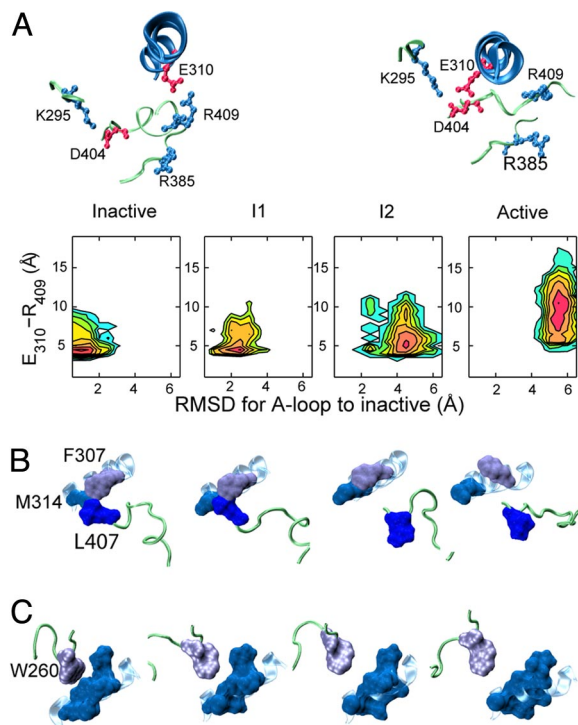 A
E310
K295
R409
D404
R385
E310
K295
R409
D404
R385
Inactive I1 I2 Active
E310–R409 (Å)
15 15 15 15
10 10 10 10
5 5 5 5
2 4 6 2 4 6 2 4 6 2 4 6
RMSD for A-loop to inactive (Å)
B
F307
M314
L407
C
W260